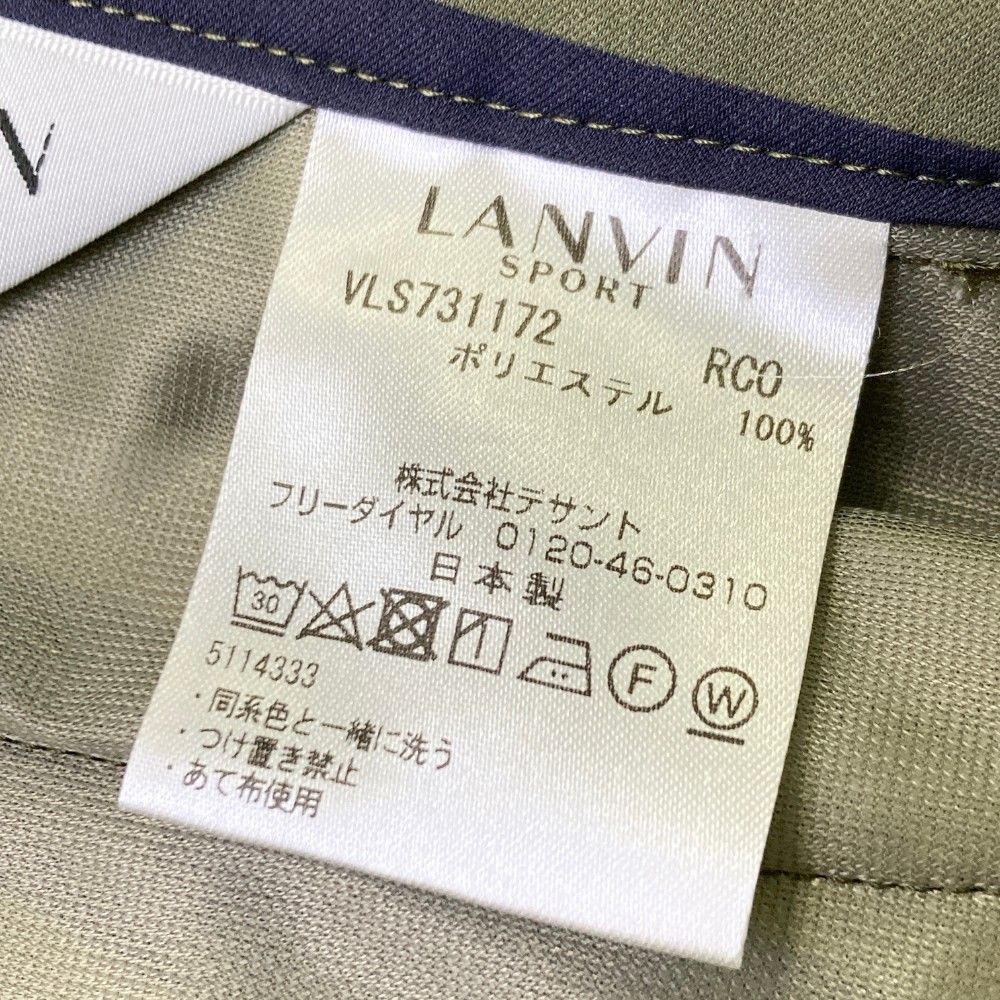 LANVIN
SPORT
VLS731172 RCO
ポリエステル 100%
株式会社デサント
フリーダイヤル 0120-46-0310
日本製
30 F W
5114333
・同系色と一緒に洗う
・つけ置き禁止
・あて布使用
V